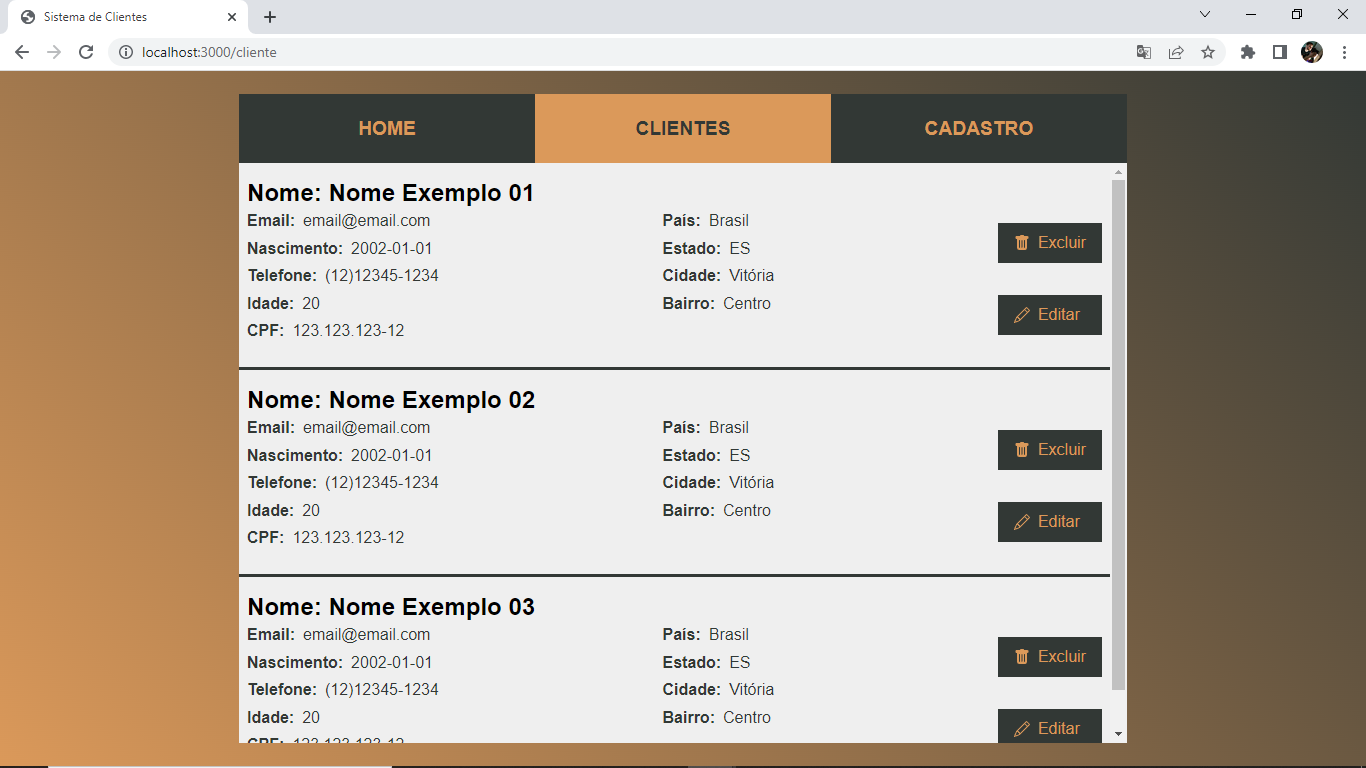 Sistema de Clientes
localhost:3000/cliente
HOME CLIENTES CADASTRO
Nome: Nome Exemplo 01
Email: email@email.com País: Brasil
Excluir
Nascimento: 2002-01-01 Estado: ES
Telefone: (12)12345-1234 Cidade: Vitória
Idade: 20 Bairro: Centro
Editar
CPF: 123.123.123-12
Nome: Nome Exemplo 02
Email: email@email.com País: Brasil
Excluir
Nascimento: 2002-01-01 Estado: ES
Telefone: (12)12345-1234 Cidade: Vitória
Idade: 20 Bairro: Centro
Editar
CPF: 123.123.123-12
Nome: Nome Exemplo 03
Email: email@email.com País: Brasil
Excluir
Nascimento: 2002-01-01 Estado: ES
Telefone: (12)12345-1234 Cidade: Vitória
Idade: 20 Bairro: Centro
Editar
CPF: 123.123.123-12